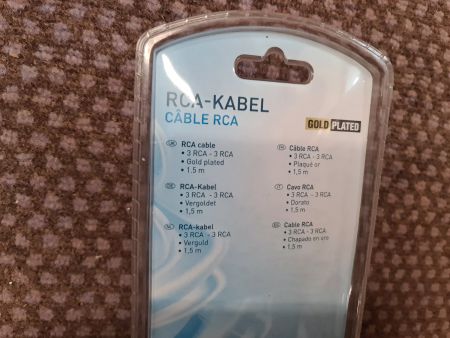 RCA-KABEL
CÂBLE RCA
GOLD PLATED
RCA cable
• 3 RCA - 3 RCA
• Gold plated
• 1,5 m
RCA-Kabel
• 3 RCA - 3 RCA
• Vergoldet
• 1,5 m
RCA-kabel
• 3 RCA - 3 RCA
• Verguld
• 1,5 m
Câble RCA
• 3 RCA - 3 RCA
• Plaqué or
• 1,5 m
Cavo RCA
• 3 RCA - 3 RCA
• Dorato
• 1,5 m
Cable RCA
• 3 RCA - 3 RCA
• Chapado en oro
• 1,5 m